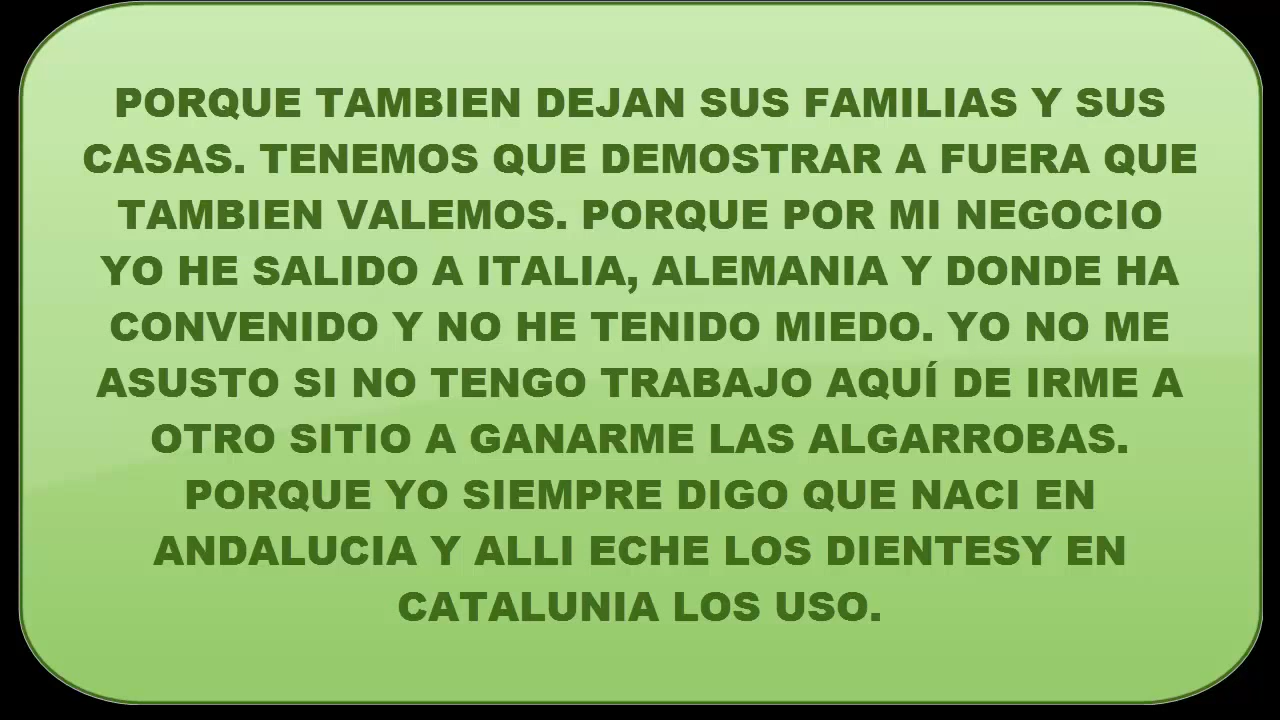 PORQUE TAMBIEN DEJAN SUS FAMILIAS Y SUS
CASAS. TENEMOS QUE DEMOSTRAR A FUERA QUE
TAMBIEN VALEMOS. PORQUE POR MI NEGOCIO
YO HE SALIDO A ITALIA, ALEMANIA Y DONDE HA
CONVENIDO Y NO HE TENIDO MIEDO. YO NO ME
ASUSTO SI NO TENGO TRABAJO AQUÍ DE IRME A
OTRO SITIO A GANARME LAS ALGARROBAS.
PORQUE YO SIEMPRE DIGO QUE NACI EN
ANDALUCIA Y ALLI ECHE LOS DIENTESY EN
CATALUNIA LOS USO.